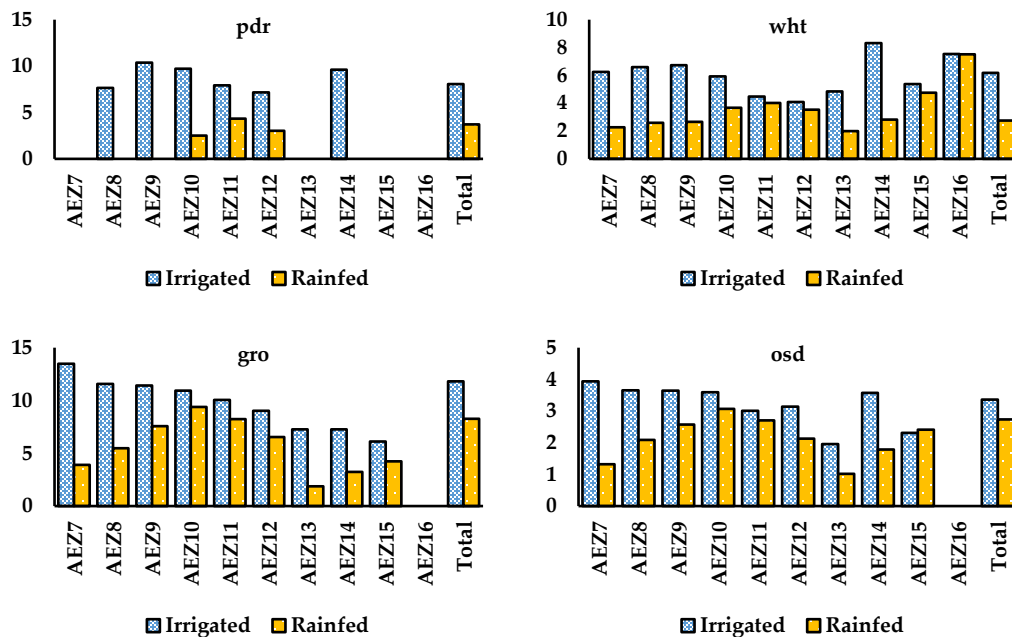 pdr
15
10
5
0
AEZ7 AEZ8 AEZ9 AEZ10 AEZ11 AEZ12 AEZ13 AEZ14 AEZ15 AEZ16 Total
Irrigated Rainfed
wht
10
8
6
4
2
0
AEZ7 AEZ8 AEZ9 AEZ10 AEZ11 AEZ12 AEZ13 AEZ14 AEZ15 AEZ16 Total
Irrigated Rainfed
gro
15
10
5
0
AEZ7 AEZ8 AEZ9 AEZ10 AEZ11 AEZ12 AEZ13 AEZ14 AEZ15 AEZ16 Total
Irrigated Rainfed
osd
5
4
3
2
1
0
AEZ7 AEZ8 AEZ9 AEZ10 AEZ11 AEZ12 AEZ13 AEZ14 AEZ15 AEZ16 Total
Irrigated Rainfed